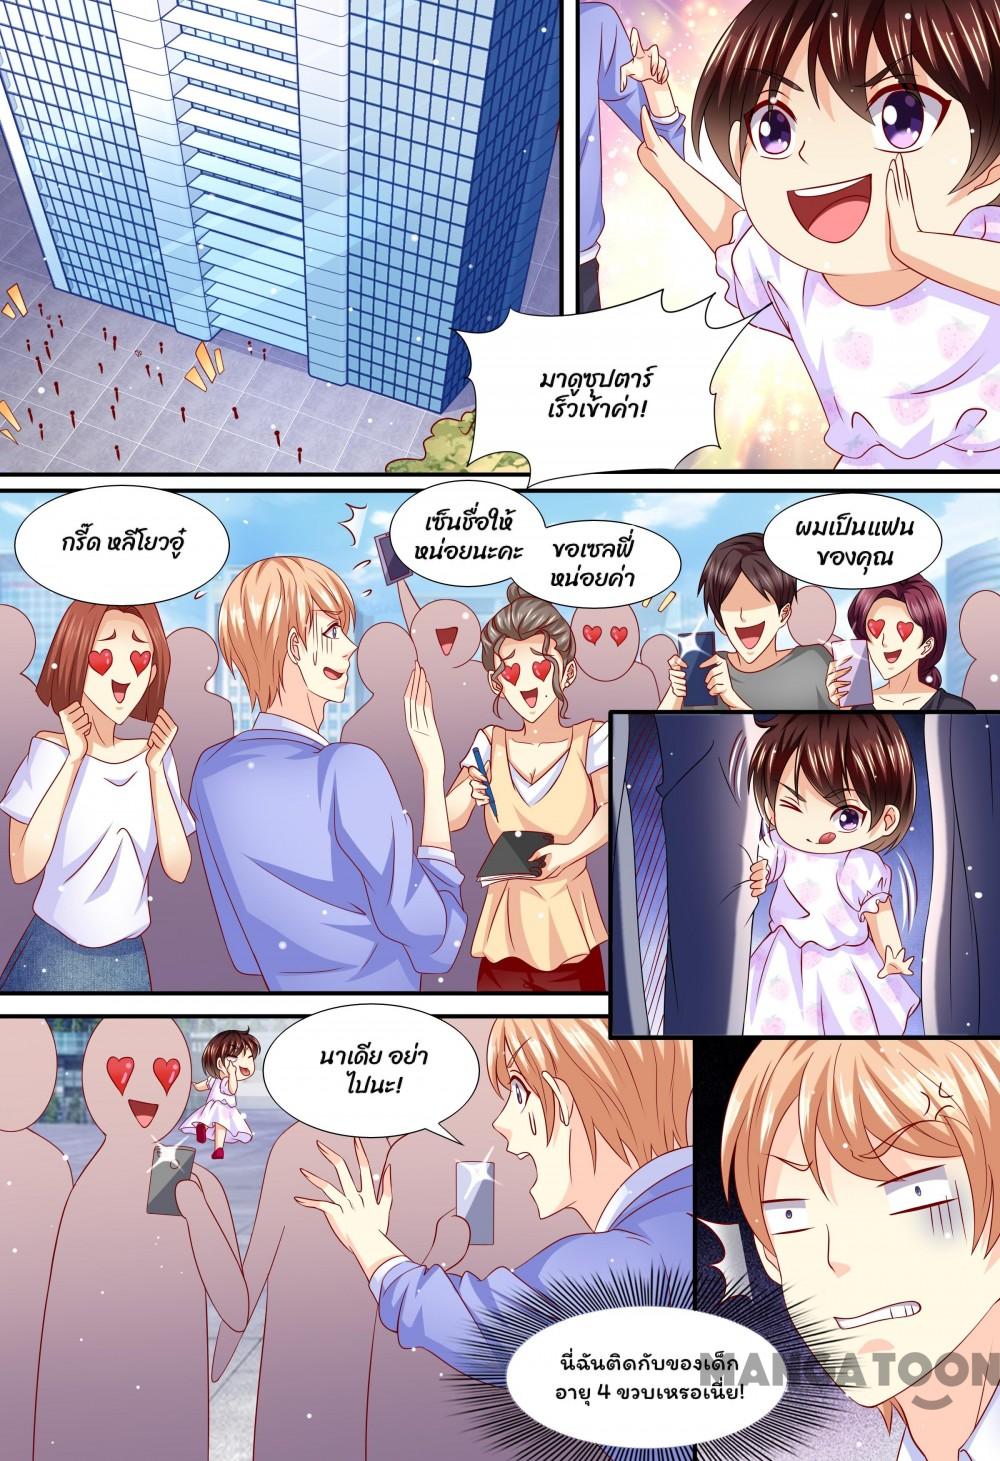 มาดูซุปตาร์
เร็วเข้าค่า!
กรี๊ด หลีโยวอู๋
เซ็นชื่อให้
หน่อยนะคะ
ขอเซลฟี่
หน่อยค่า
ผมเป็นแฟน
ของคุณ
นาเดีย อย่า
ไปนะ!
นี่ฉันติดกับของเด็ก
อายุ 4 ขวบเหรอเนี่ย!
MANGATOON